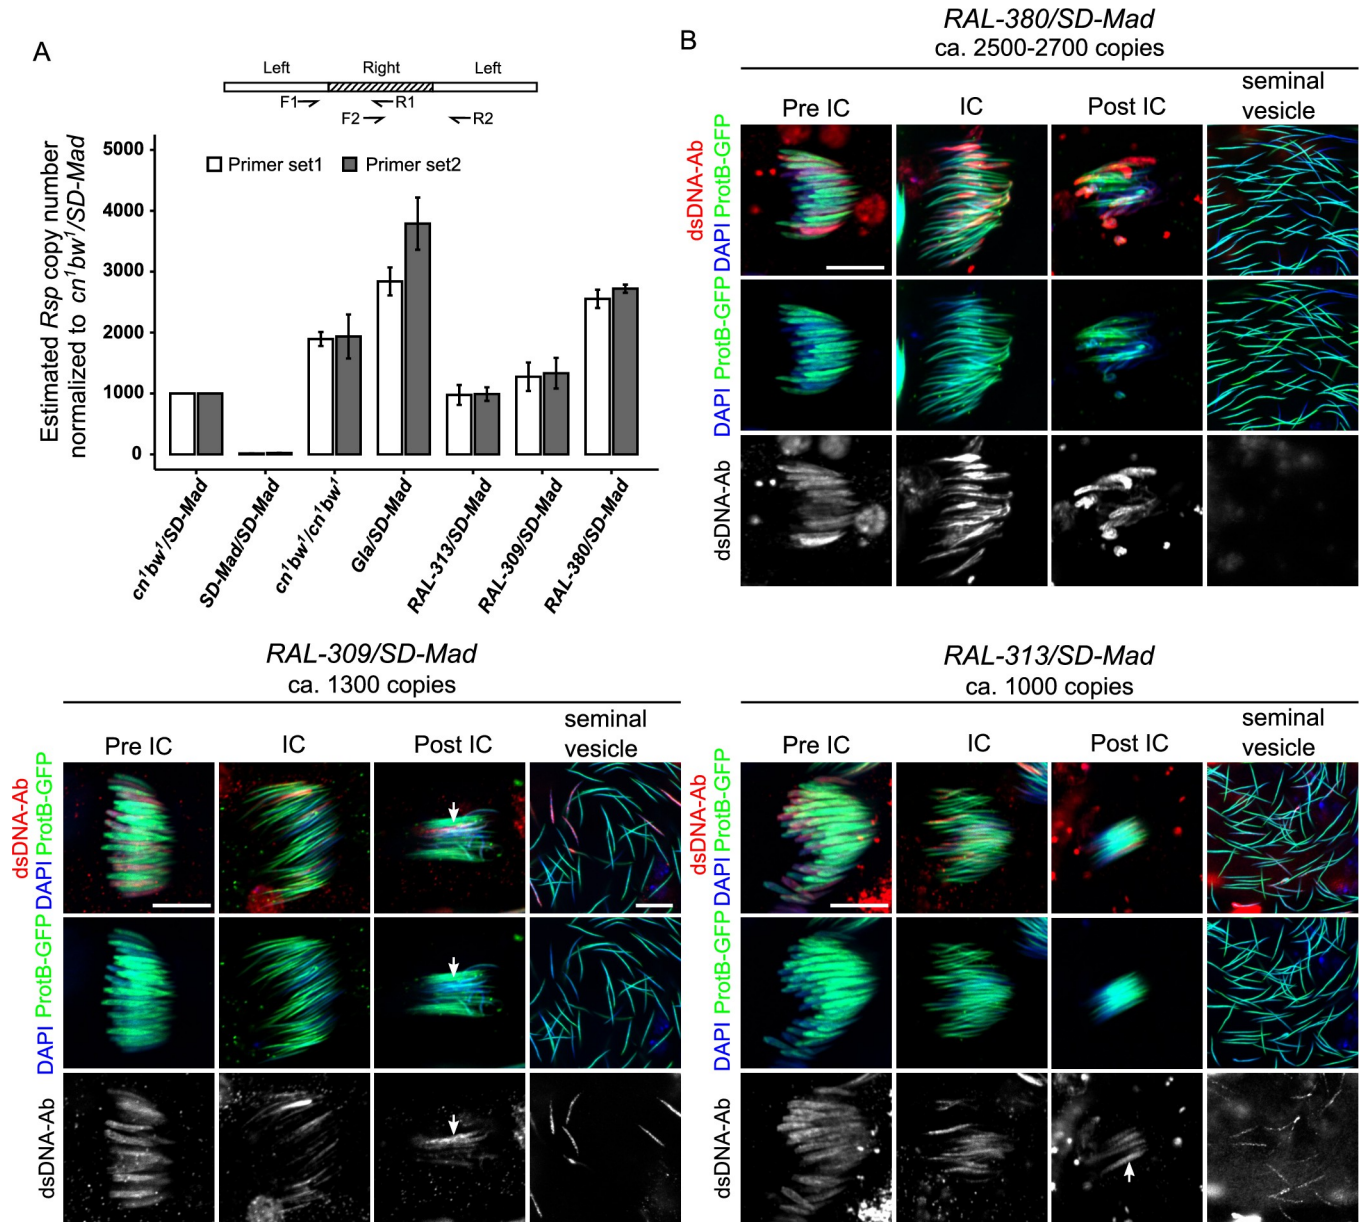 A
Left Right Left
F1 R1
F2 R2
Estimated Rsp copy number
normalized to cn¹bw¹/SD-Mad
5000
4000
3000
2000
1000
0
Primer set1 Primer set2
cn¹bw¹/SD-Mad
SD-Mad/SD-Mad
cn¹bw¹/cn¹bw¹
Gla/SD-Mad
RAL-313/SD-Mad
RAL-309/SD-Mad
RAL-380/SD-Mad
B
RAL-380/SD-Mad
ca. 2500-2700 copies
Pre IC IC Post IC seminal
vesicle
dsDNA-Ab
DAPI ProtB-GFP
DAPI ProtB-GFP
dsDNA-Ab
RAL-309/SD-Mad
ca. 1300 copies
Pre IC IC Post IC seminal
vesicle
dsDNA-Ab
DAPI ProtB-GFP
DAPI ProtB-GFP
dsDNA-Ab
RAL-313/SD-Mad
ca. 1000 copies
Pre IC IC Post IC seminal
vesicle
dsDNA-Ab
DAPI ProtB-GFP
DAPI ProtB-GFP
dsDNA-Ab